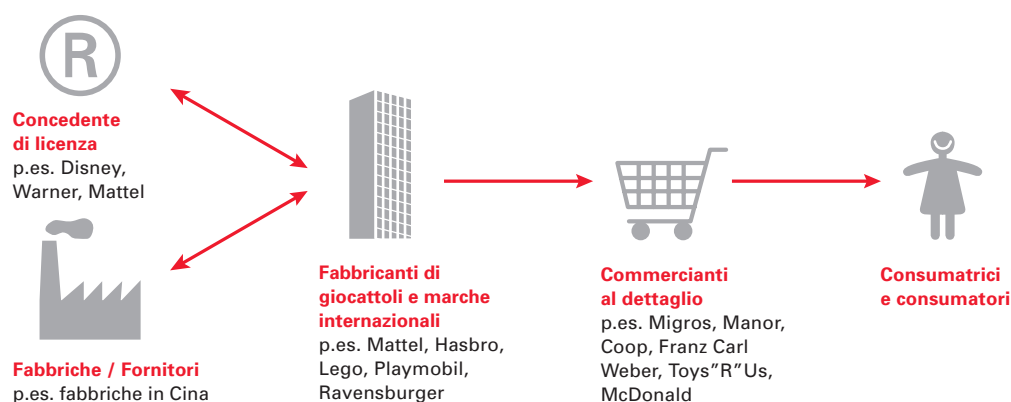 R
Concedente
di licenza
p.es. Disney,
Warner, Mattel
Fabbriche / Fornitori
p.es. fabbriche in Cina
Fabbricanti di
giocattoli e marche
internazionali
p.es. Mattel, Hasbro,
Lego, Playmobil,
Ravensburger
Commercianti
al dettaglio
p.es. Migros, Manor,
Coop, Franz Carl
Weber, Toys”R”Us,
McDonald
Consumatrici
e consumatori